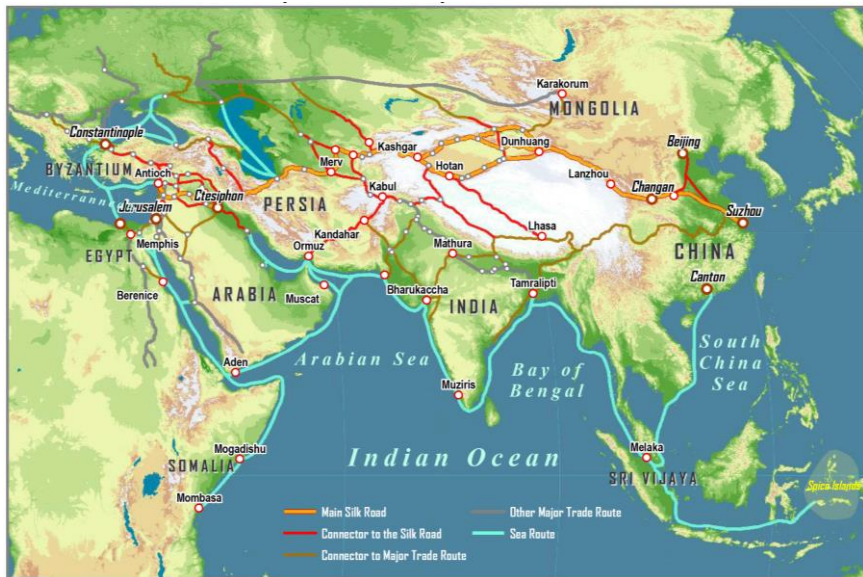 Karakorum
MONGOLIA
Constantinople
BYZANTIUM
Antioch
Merv
Kashgar
Hotan
Dunhuang
Beijing
Lanzhou
Changan
Suzhou
Jurusalem
Ctesiphon
PERSIA
Kabul
Kandahar
Lhasa
Memphis
EGYPT
Ormuz
Mathura
CHINA
Berenice
ARABIA
Muscat
Bharukaccha
INDIA
Tamralipti
Canton
Aden
Arabian Sea
Muziris
Bay of
Bengal
South
China
Sea
Mogadishu
SOMALIA
Mombasa
Indian Ocean
Melaka
SRI VIJAYA
Spice Islands
Main Silk Road
Connector to the Silk Road
Connector to Major Trade Route
Other Major Trade Route
Sea Route